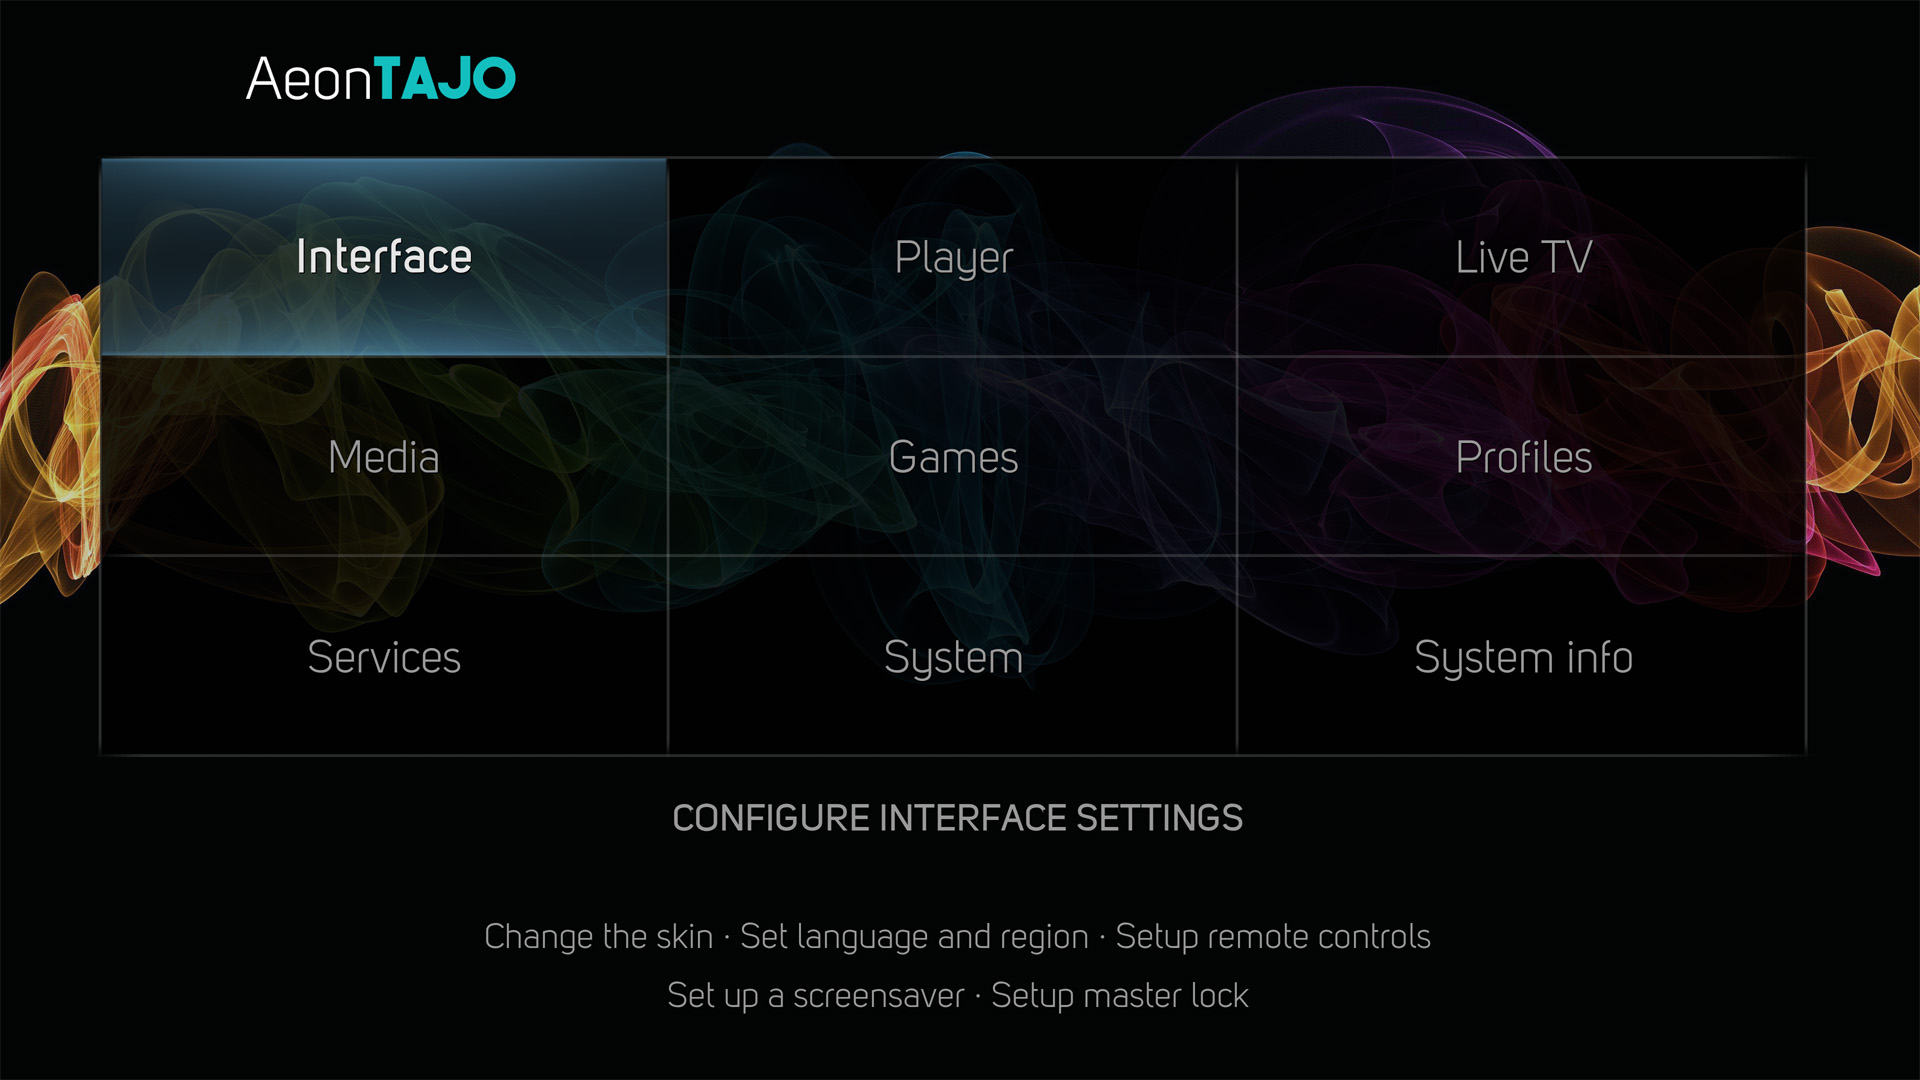 AeonTAJO
Interface Player Live TV
Media Games Profiles
Services System System info
CONFIGURE INTERFACE SETTINGS
Change the skin · Set language and region · Setup remote controls
Set up a screensaver · Setup master lock